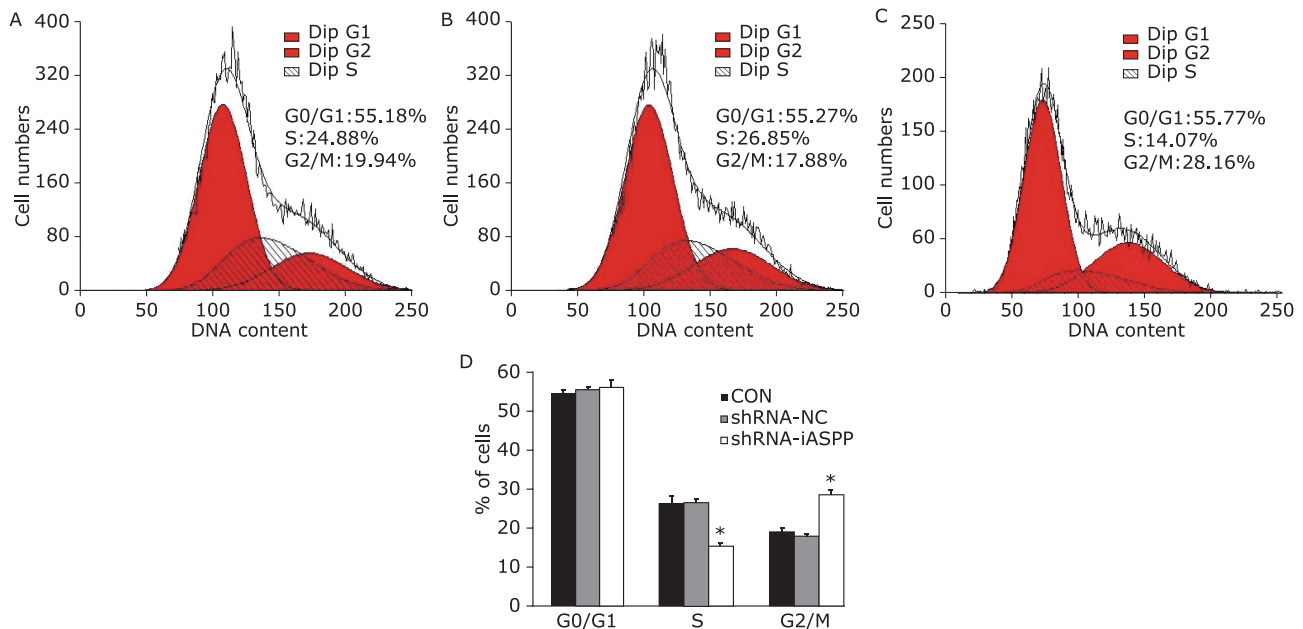 A
400
320
240
160
80
0
Cell numbers
0 50 100 150 200 250
DNA content
Dip G1
Dip G2
Dip S
G0/G1:55.18%
S:24.88%
G2/M:19.94%
B
400
320
240
160
80
0
Cell numbers
0 50 100 150 200 250
DNA content
Dip G1
Dip G2
Dip S
G0/G1:55.27%
S:26.85%
G2/M:17.88%
C
250
200
150
100
50
0
Cell numbers
0 50 100 150 200 250
DNA content
Dip G1
Dip G2
Dip S
G0/G1:55.77%
S:14.07%
G2/M:28.16%
D
60
50
40
30
20
10
0
% of cells
CON
shRNA-NC
shRNA-iASPP
*
*
G0/G1 S G2/M